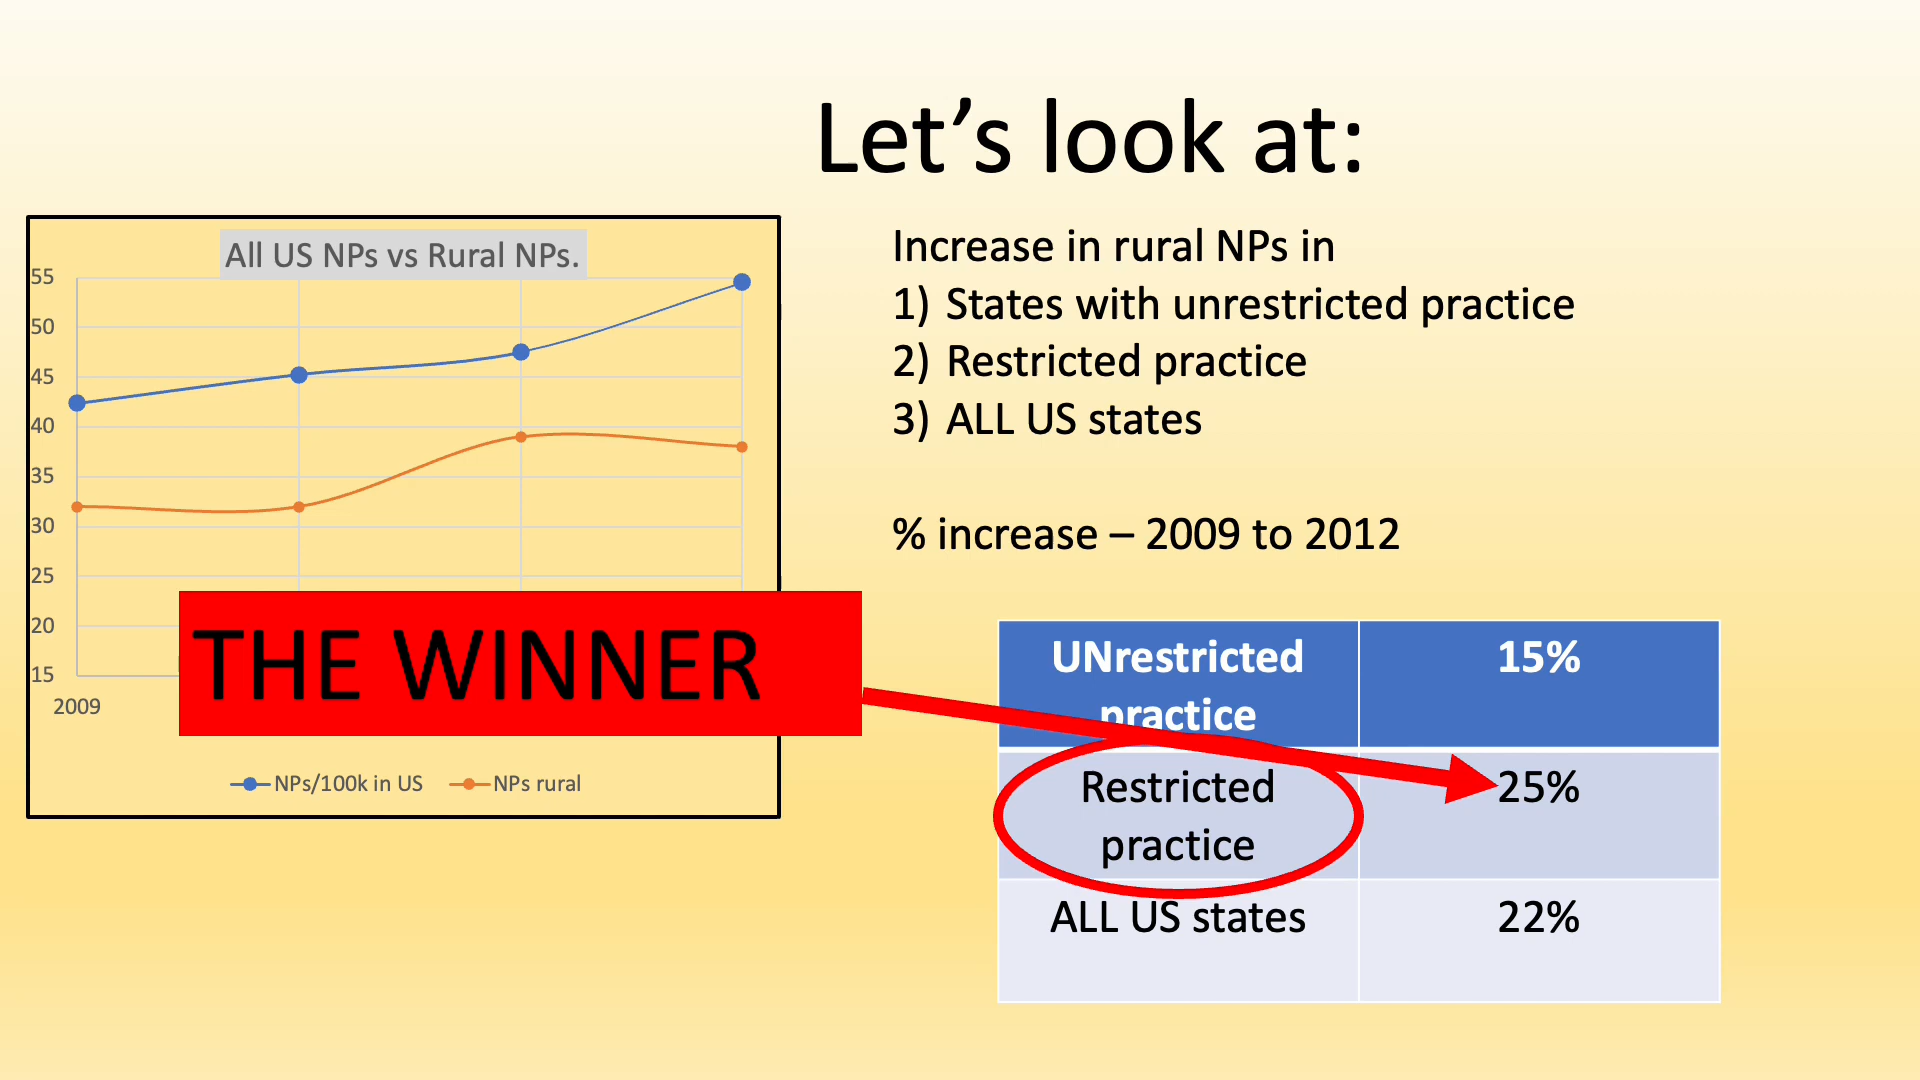 Let’s look at:
All US NPs vs Rural NPs.
55
50
45
40
35
30
25
20
15
2009
NPs/100k in US
NPs rural
THE WINNER
Increase in rural NPs in
1) States with unrestricted practice
2) Restricted practice
3) ALL US states
% increase – 2009 to 2012
UNrestricted 15%
practice
Restricted 25%
practice
ALL US states 22%